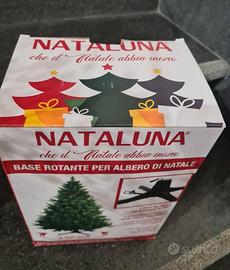 NATALUNA
che il Natale abbia inizio
NATALUNA®
che il Natale abbia inizio
BASE ROTANTE PER ALBERO DI NATALE
subito